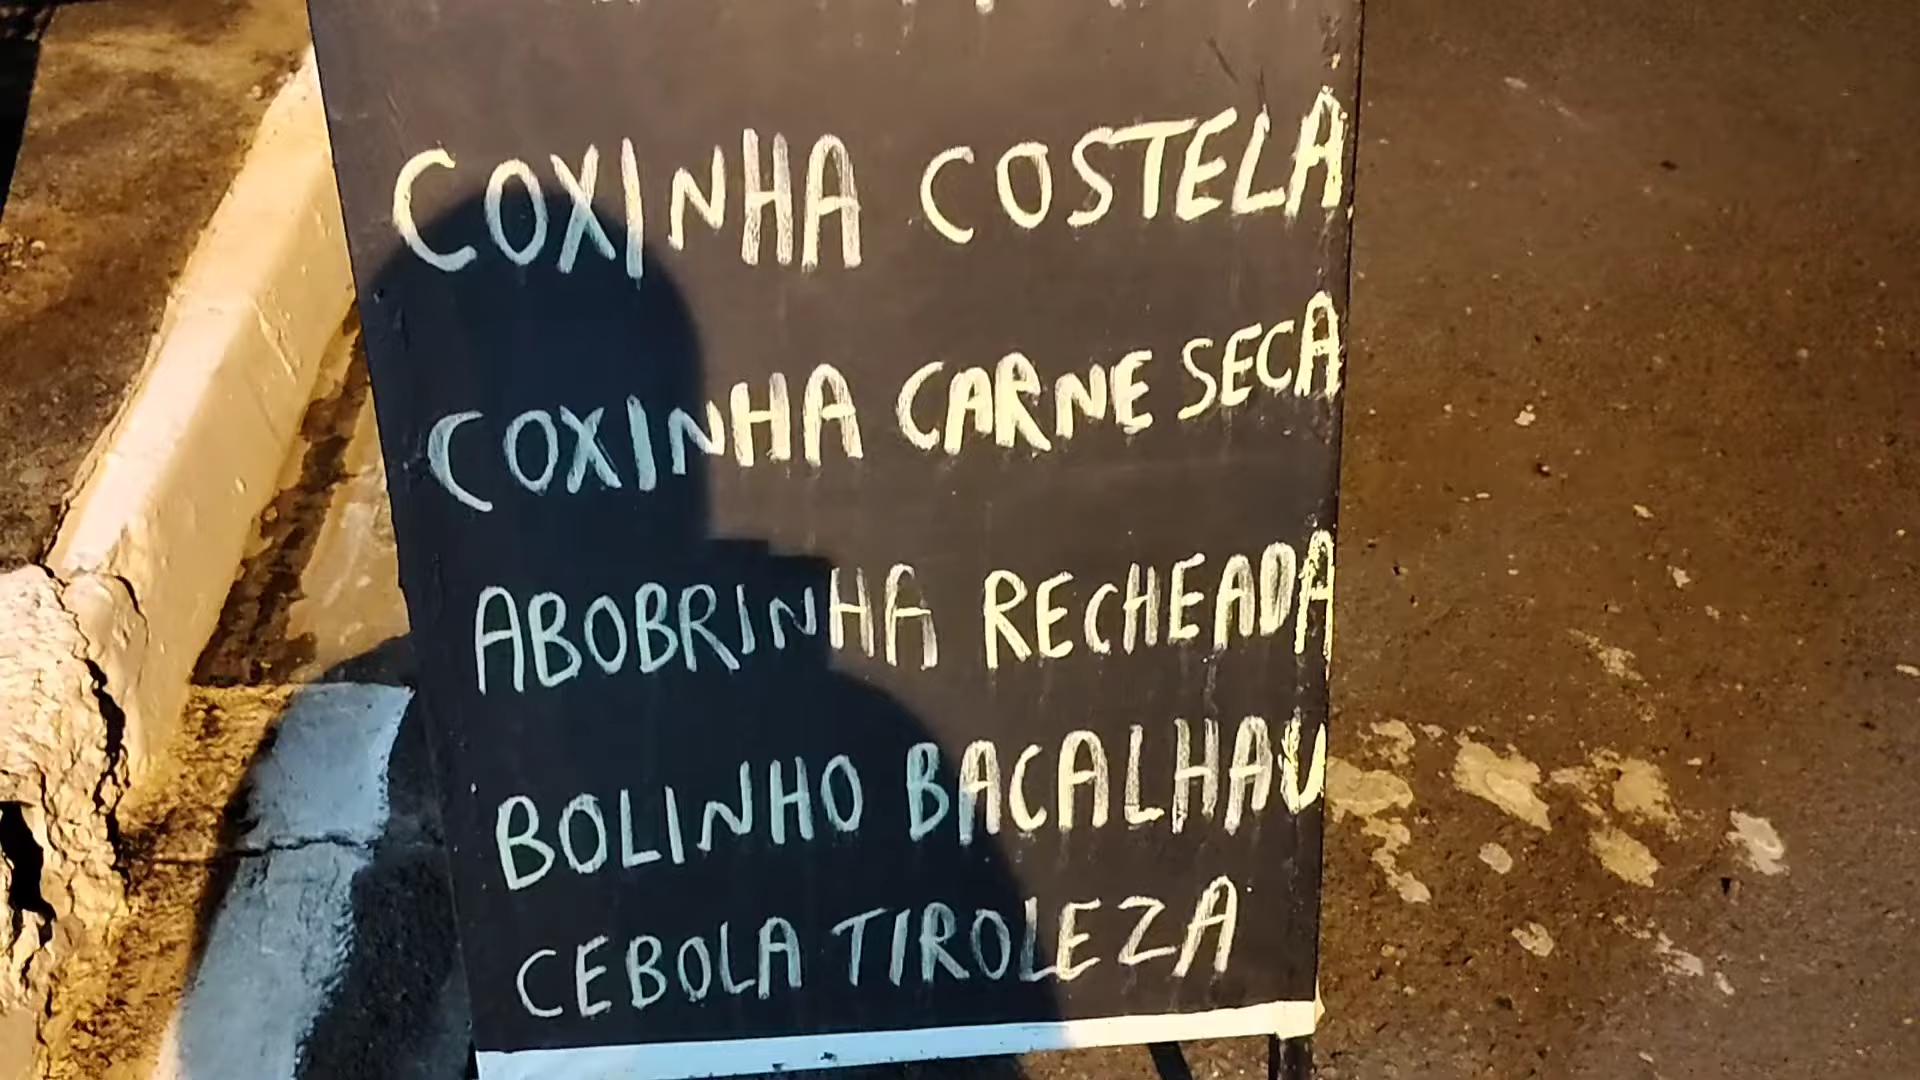 COXINHA COSTELA
COXINHA CARNE SECA
ABOBRINHA RECHEADA
BOLINHO BACALHAU
CEBOLA TIROLEZA